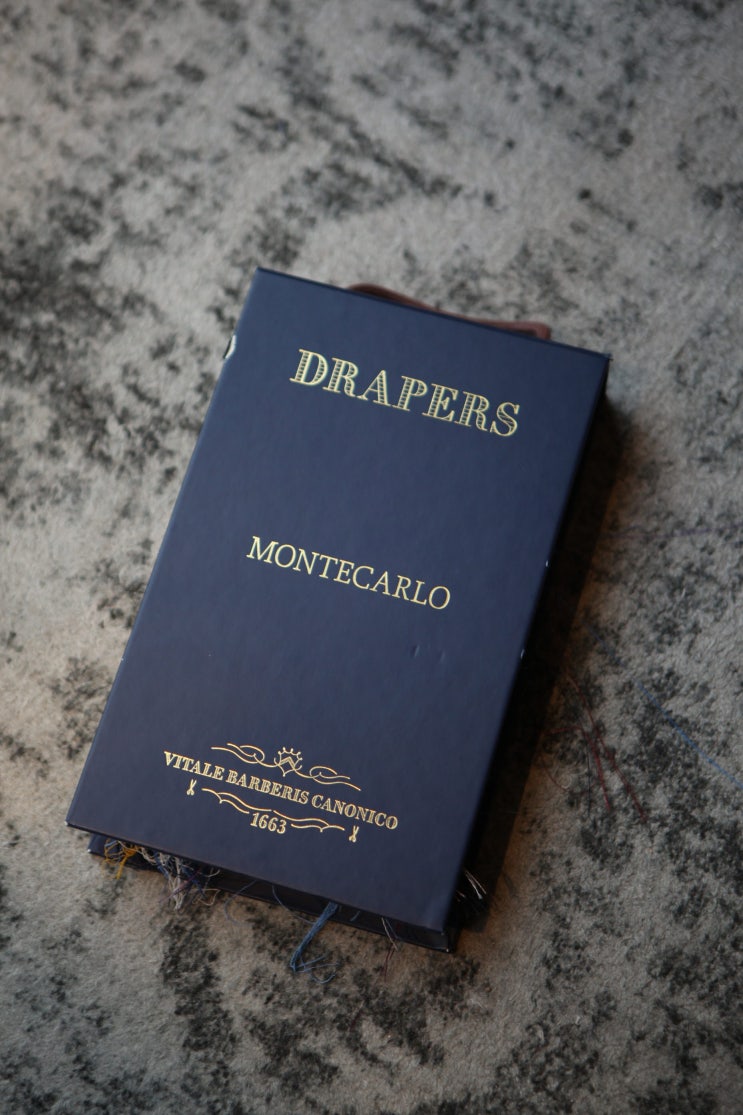 DRAPERS
MONTECARLO
VITALE BARBERIS CANONICO
1663